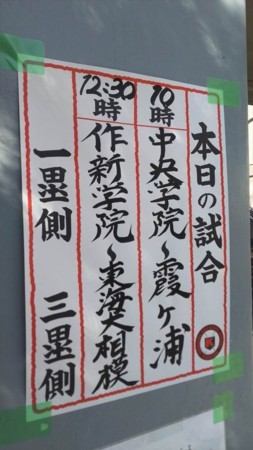 本日の試合
10時
中央学院〜霞ヶ浦
12:30時
作新学院〜東海大相模
一塁側 三塁側